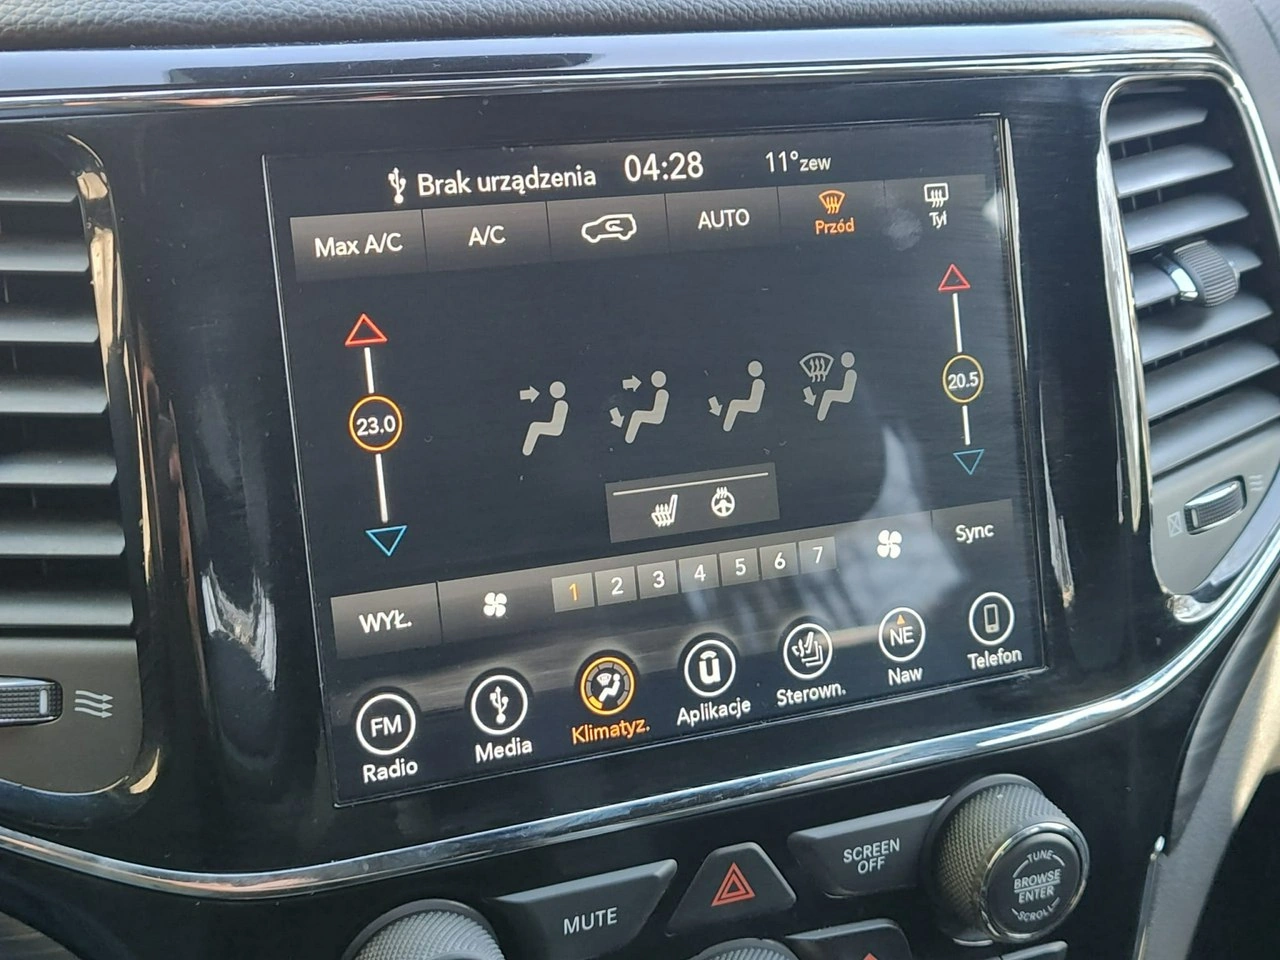 Brak urządzenia 04:28 11°zew
Max A/C A/C AUTO Przód Tył
23.0 20.5
WYŁ. 1 2 3 4 5 6 7 Sync
FM NE
Radio Media Klimatyz. Aplikacje Sterown. Naw Telefon
MUTE SCREEN OFF
TUNE
BROWSE
ENTER
SCROLL